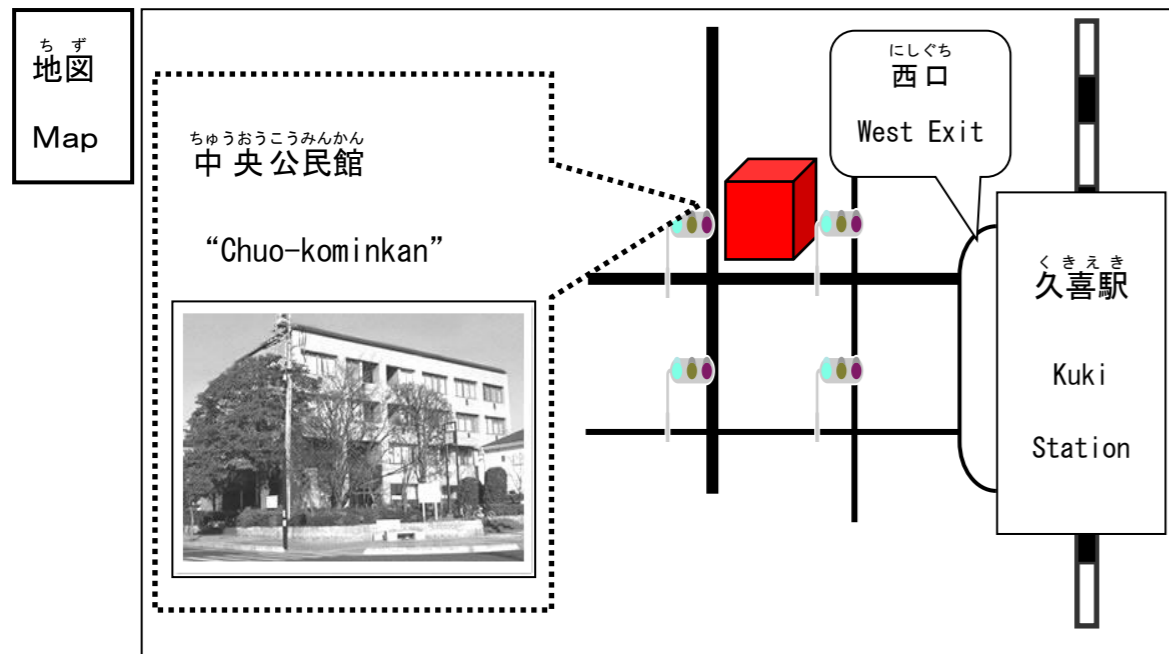 ちず
地図
Map
ちゅうおうこうみんかん
中央公民館
“Chuo-kominkan”
にしぐち
西口
West Exit
くきえき
久喜駅
Kuki
Station